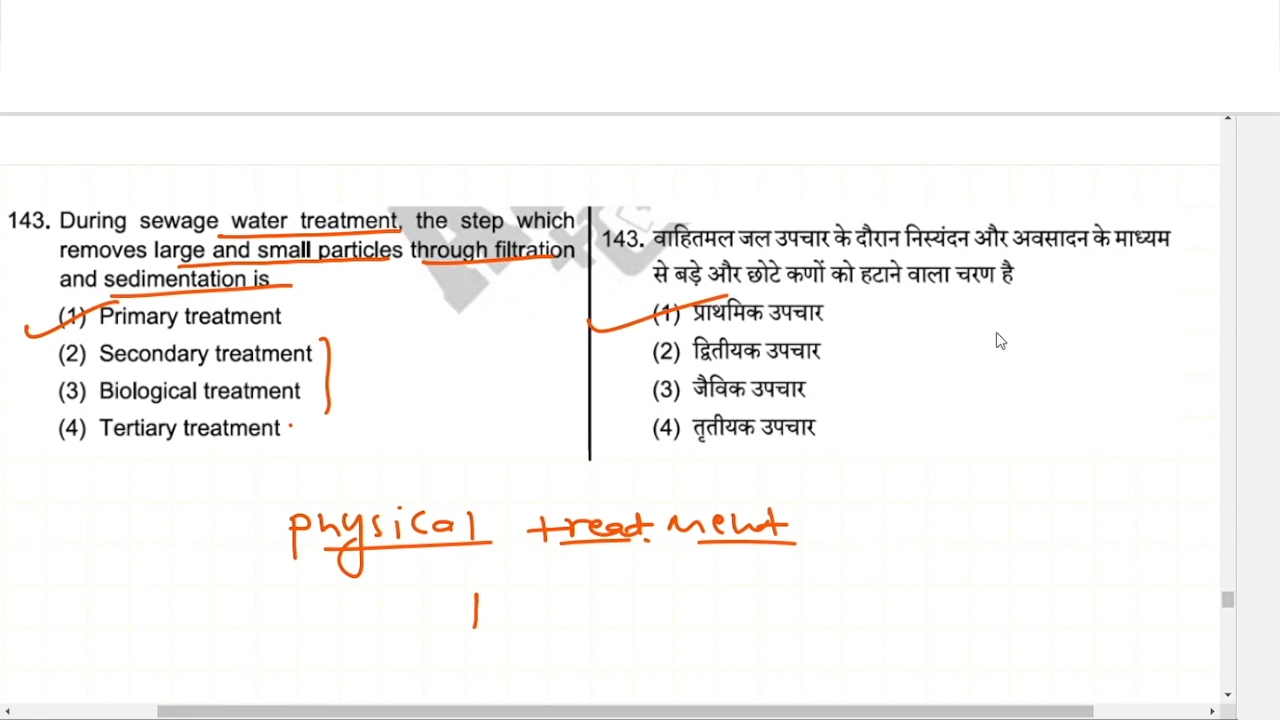 143. During sewage water treatment, the step which
removes large and small particles through filtration
and sedimentation is
(1) Primary treatment
(2) Secondary treatment
(3) Biological treatment
(4) Tertiary treatment
143. वाहितमल जल उपचार के दौरान निस्यंदन और अवसादन के माध्यम
से बड़े और छोटे कणों को हटाने वाला चरण है
(1) प्राथमिक उपचार
(2) द्वितीयक उपचार
(3) जैविक उपचार
(4) तृतीयक उपचार
physical treatment